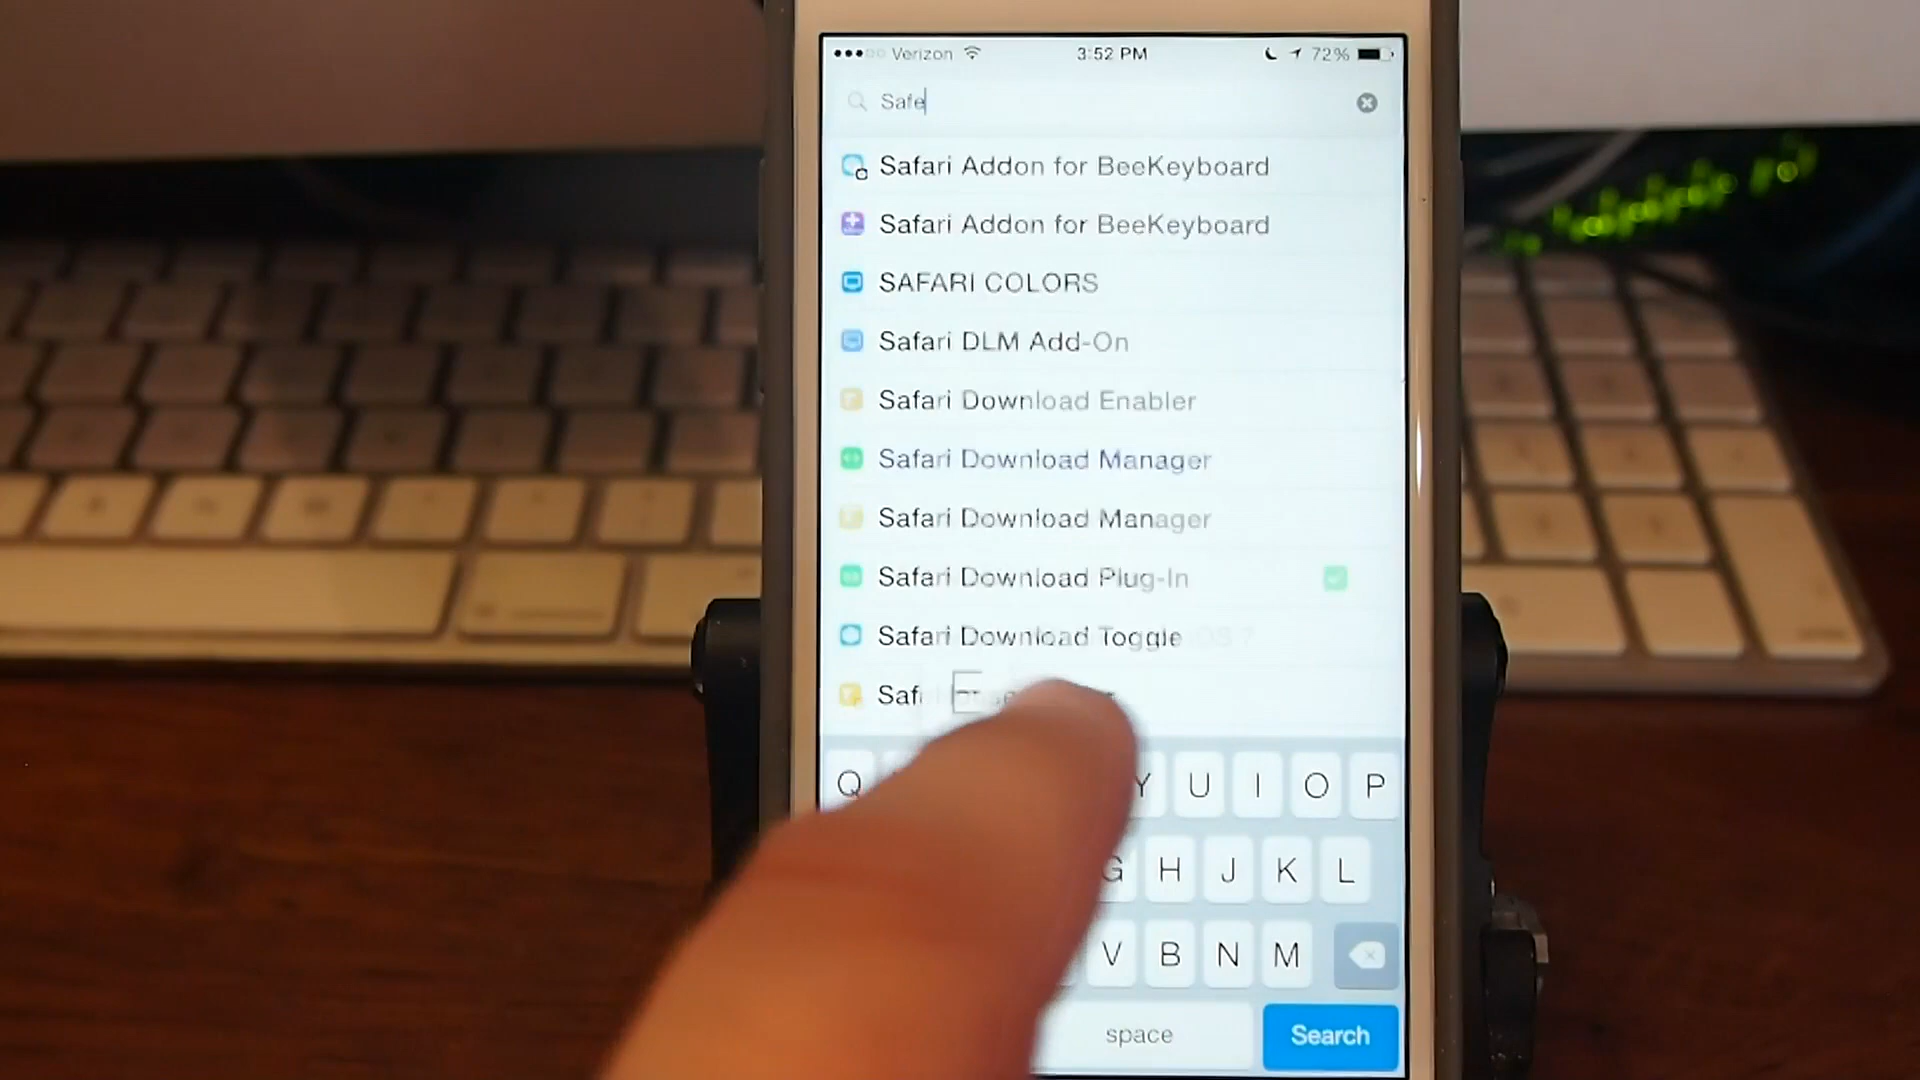 Verizon 3:52 PM 72%
Safe
Safari Addon for BeeKeyboard
Safari Addon for BeeKeyboard
SAFARI COLORS
Safari DLM Add-On
Safari Download Enabler
Safari Download Manager
Safari Download Manager
Safari Download Plug-In
Safari Download Toggle
Q Y U I O P
G H J K L
V B N M
space Search